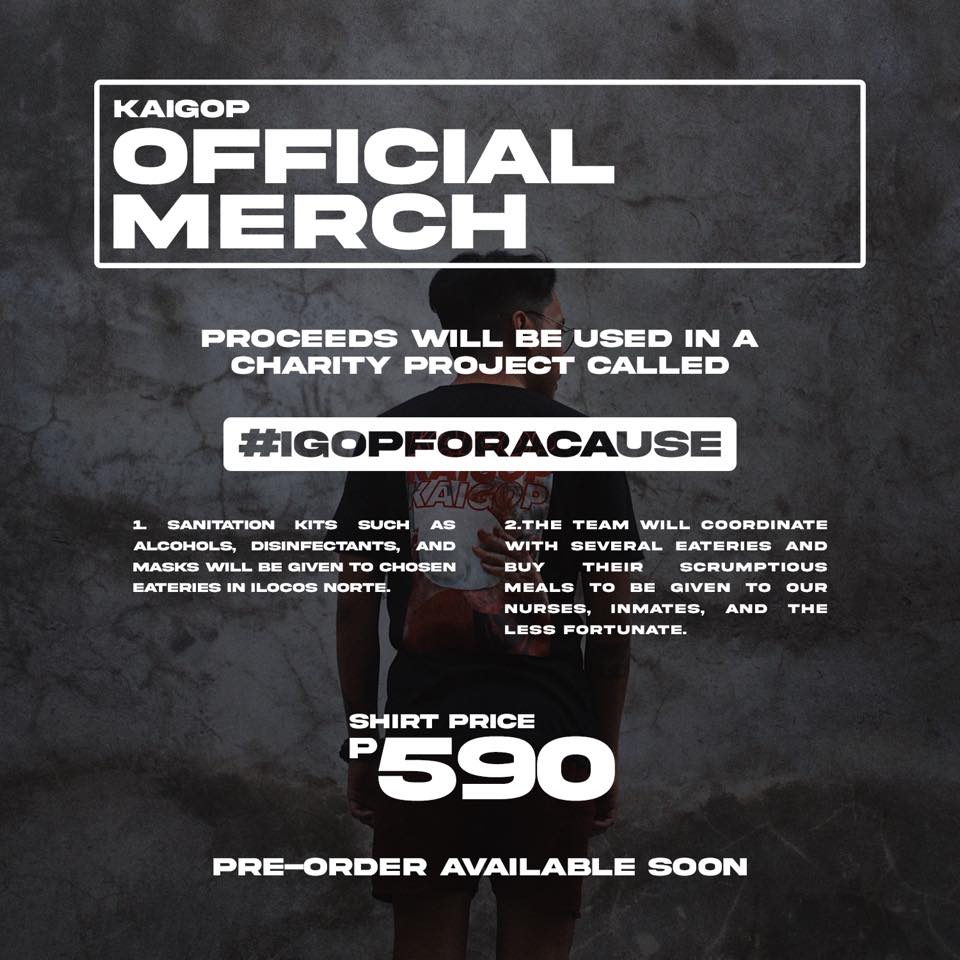 KAIGOP
OFFICIAL
MERCH
PROCEEDS WILL BE USED IN A
CHARITY PROJECT CALLED
#IGOPFORACAUSE
KAIGOP
KAIGOP
1. SANITATION KITS SUCH AS
ALCOHOLS, DISINFECTANTS, AND
MASKS WILL BE GIVEN TO CHOSEN
EATERIES IN ILOCOS NORTE.
2.THE TEAM WILL COORDINATE
WITH SEVERAL EATERIES AND
BUY THEIR SCRUMPTIOUS
MEALS TO BE GIVEN TO OUR
NURSES, INMATES, AND THE
LESS FORTUNATE.
SHIRT PRICE
P590
PRE-ORDER AVAILABLE SOON